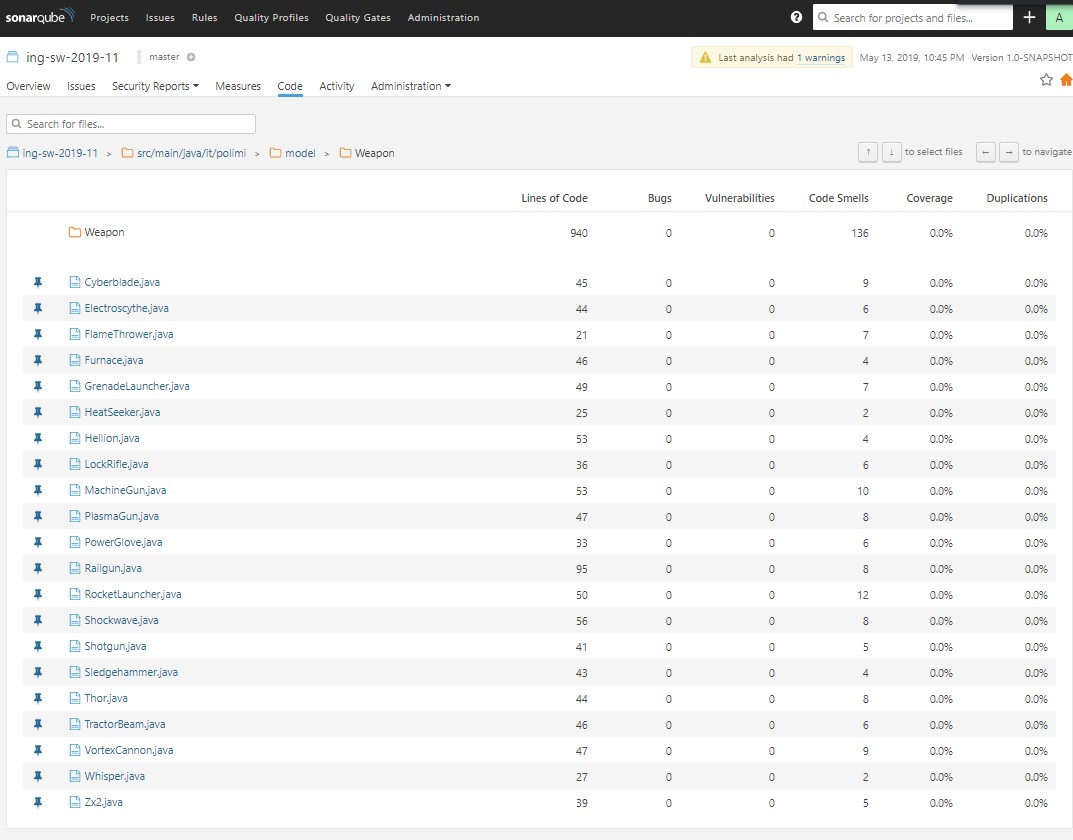 sonarqube Projects Issues Rules Quality Profiles Quality Gates Administration ? Search for projects and files... + A
ing-sw-2019-11 master Last analysis had 1 warnings May 13, 2019, 10:45 PM Version 1.0-SNAPSHOT
Overview Issues Security Reports Measures Code Activity Administration
Search for files...
ing-sw-2019-11 > src/main/java/it/polimi > model > Weapon ↑ ↓ to select files ← → to navigate
Lines of Code Bugs Vulnerabilities Code Smells Coverage Duplications
Weapon 940 0 0 136 0.0% 0.0%
Cyberblade.java 45 0 0 9 0.0% 0.0%
Electroscythe.java 44 0 0 6 0.0% 0.0%
FlameThrower.java 21 0 0 7 0.0% 0.0%
Furnace.java 46 0 0 4 0.0% 0.0%
GrenadeLauncher.java 49 0 0 7 0.0% 0.0%
HeatSeeker.java 25 0 0 2 0.0% 0.0%
Hellion.java 53 0 0 4 0.0% 0.0%
LockRifle.java 36 0 0 6 0.0% 0.0%
MachineGun.java 53 0 0 10 0.0% 0.0%
PlasmaGun.java 47 0 0 8 0.0% 0.0%
PowerGlove.java 33 0 0 6 0.0% 0.0%
Railgun.java 95 0 0 8 0.0% 0.0%
RocketLauncher.java 50 0 0 12 0.0% 0.0%
Shockwave.java 56 0 0 8 0.0% 0.0%
Shotgun.java 41 0 0 5 0.0% 0.0%
Sledgehammer.java 43 0 0 4 0.0% 0.0%
Thor.java 44 0 0 8 0.0% 0.0%
TractorBeam.java 46 0 0 6 0.0% 0.0%
VortexCannon.java 47 0 0 9 0.0% 0.0%
Whisper.java 27 0 0 2 0.0% 0.0%
Zx2.java 39 0 0 5 0.0% 0.0%